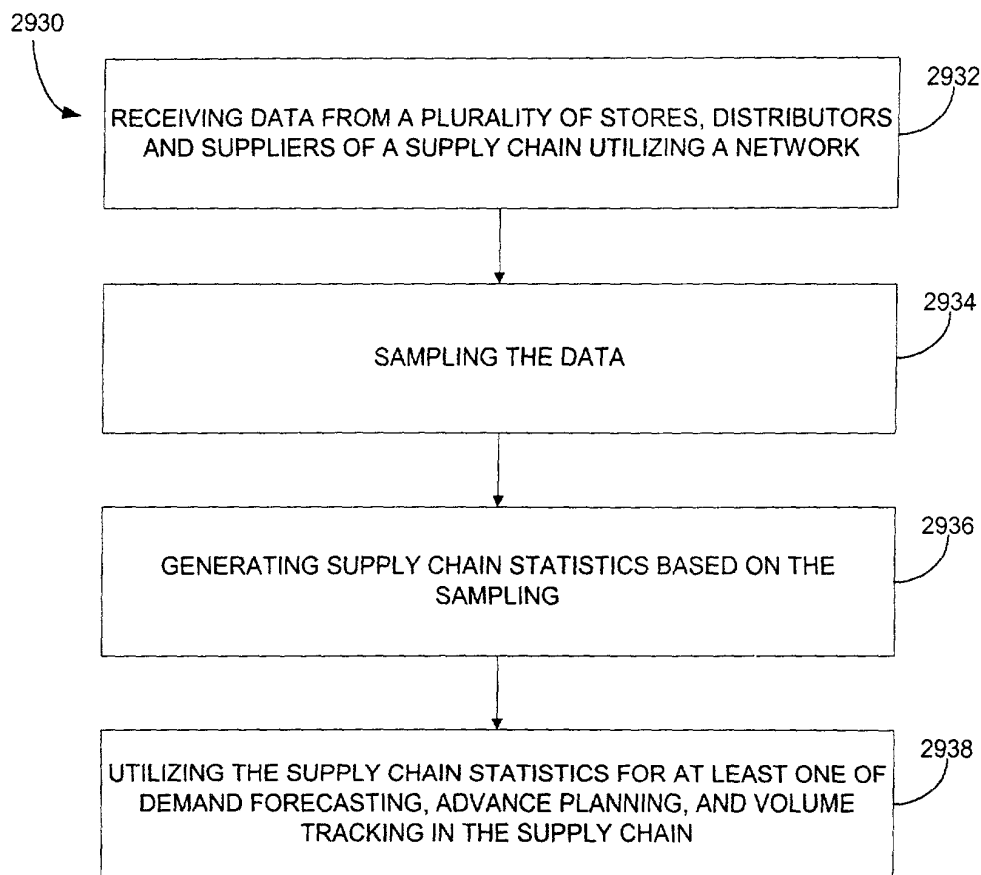 2930
2932
RECEIVING DATA FROM A PLURALITY OF STORES, DISTRIBUTORS
AND SUPPLIERS OF A SUPPLY CHAIN UTILIZING A NETWORK
2934
SAMPLING THE DATA
2936
GENERATING SUPPLY CHAIN STATISTICS BASED ON THE
SAMPLING
2938
UTILIZING THE SUPPLY CHAIN STATISTICS FOR AT LEAST ONE OF
DEMAND FORECASTING, ADVANCE PLANNING, AND VOLUME
TRACKING IN THE SUPPLY CHAIN